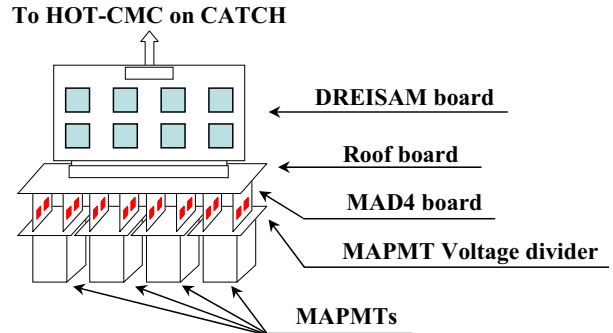 To HOT-CMC on CATCH
DREISAM board
Roof board
MAD4 board
MAPMT Voltage divider
MAPMTs